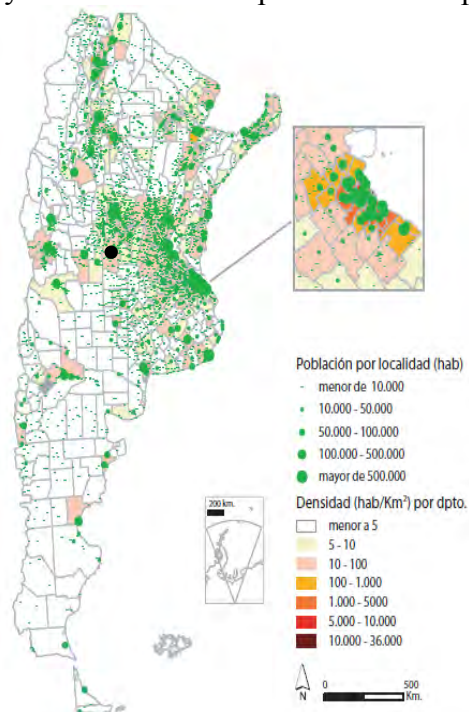 Población por localidad (hab)
menor de 10.000
10.000 - 50.000
50.000 - 100.000
100.000 - 500.000
mayor de 500.000
200 km.
Densidad (hab/Km²) por dpto.
menor a 5
5 - 10
10 - 100
100 - 1.000
1.000 - 5000
5.000 - 10.000
10.000 - 36.000
N
0 500
Km.